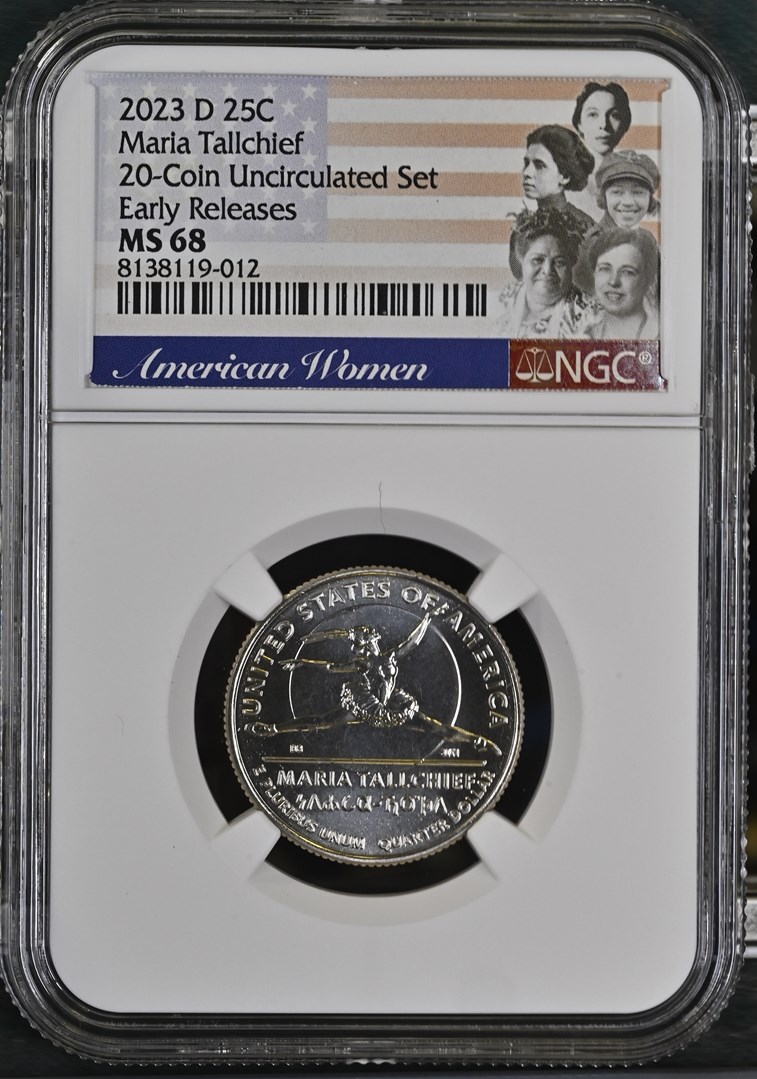 2023 D 25C
Maria Tallchief
20-Coin Uncirculated Set
Early Releases
MS 68
8138119-012
American Women
NGC®
UNITED STATES OF AMERICA
MARIA TALLCHIEF
E PLURIBUS UNUM QUARTER DOLLAR